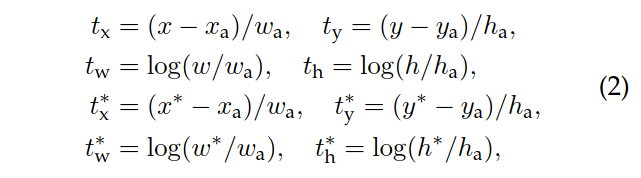 t_x = (x − x_a)/w_a, t_y = (y − y_a)/h_a,
t_w = log(w/w_a), t_h = log(h/h_a),
t*_x = (x* − x_a)/w_a, t*_y = (y* − y_a)/h_a,
t*_w = log(w*/w_a), t*_h = log(h*/h_a),
(2)